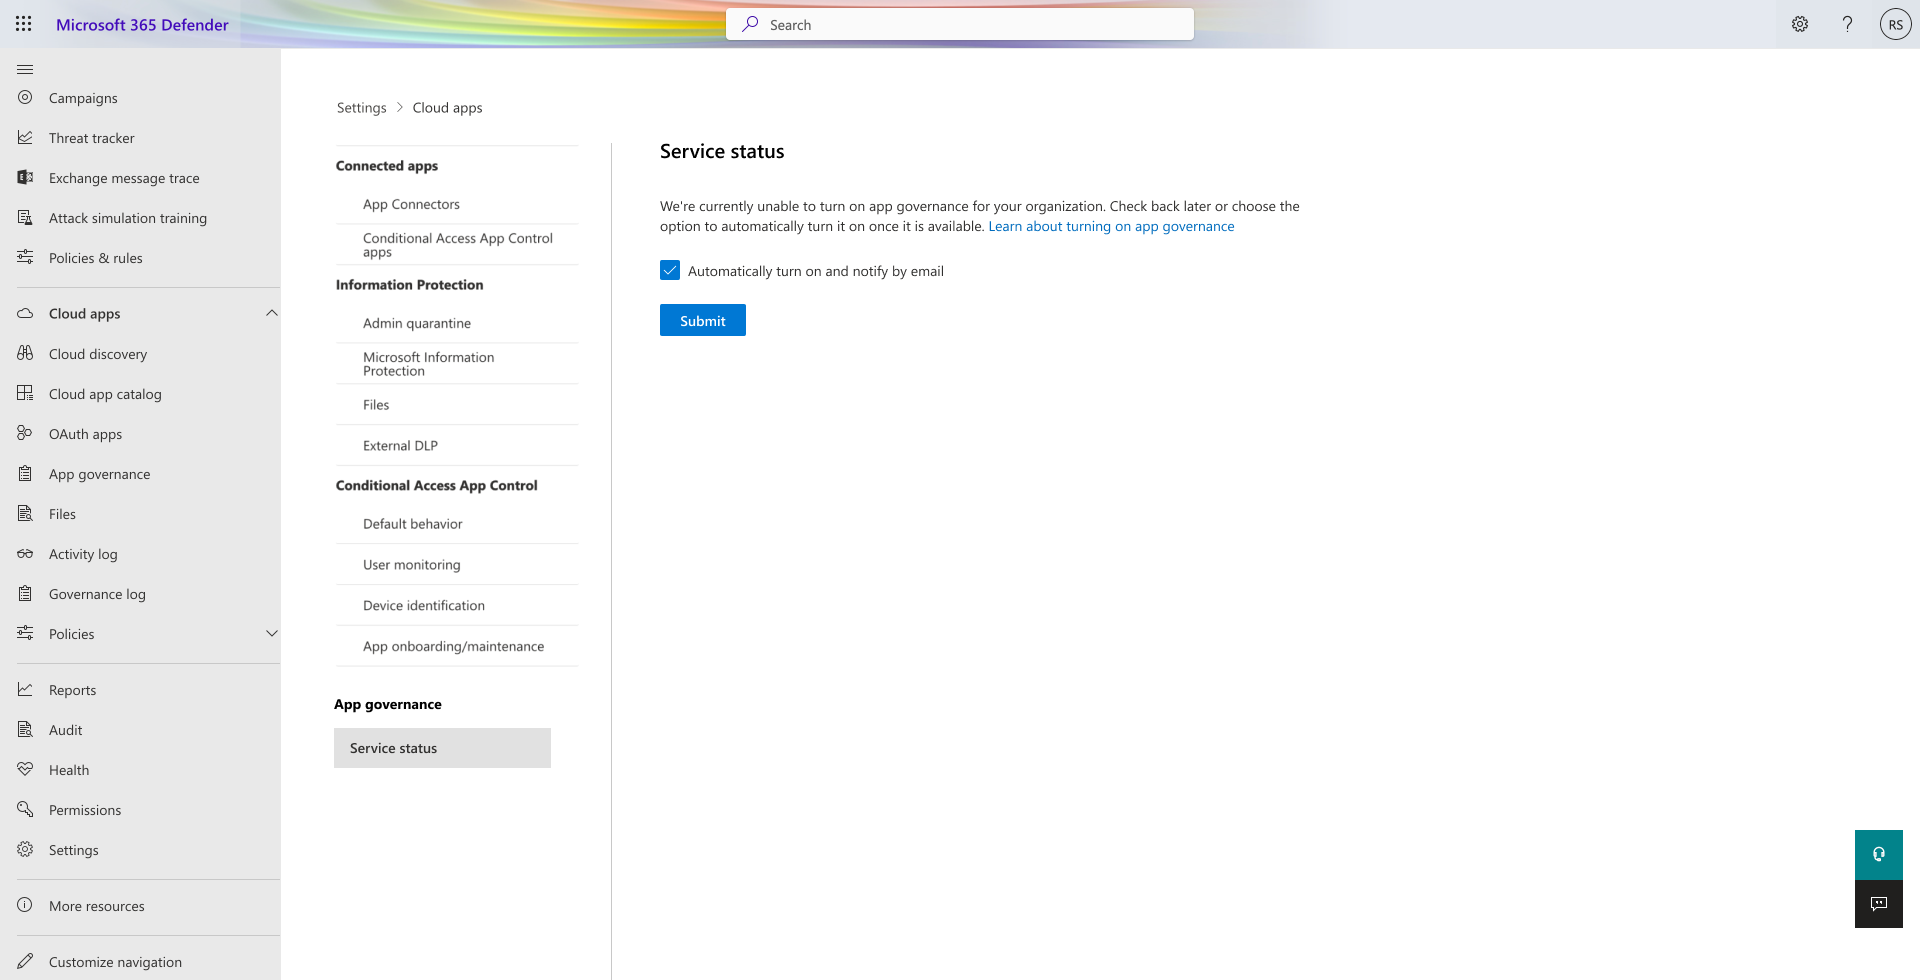 Microsoft 365 Defender
Search
RS
Campaigns
Threat tracker
Exchange message trace
Attack simulation training
Policies & rules
Cloud apps
Cloud discovery
Cloud app catalog
OAuth apps
App governance
Files
Activity log
Governance log
Policies
Reports
Audit
Health
Permissions
Settings
More resources
Customize navigation
Settings > Cloud apps
Connected apps
App Connectors
Conditional Access App Control
apps
Information Protection
Admin quarantine
Microsoft Information
Protection
Files
External DLP
Conditional Access App Control
Default behavior
User monitoring
Device identification
App onboarding/maintenance
App governance
Service status
Service status
We're currently unable to turn on app governance for your organization. Check back later or choose the
option to automatically turn it on once it is available. Learn about turning on app governance
Automatically turn on and notify by email
Submit